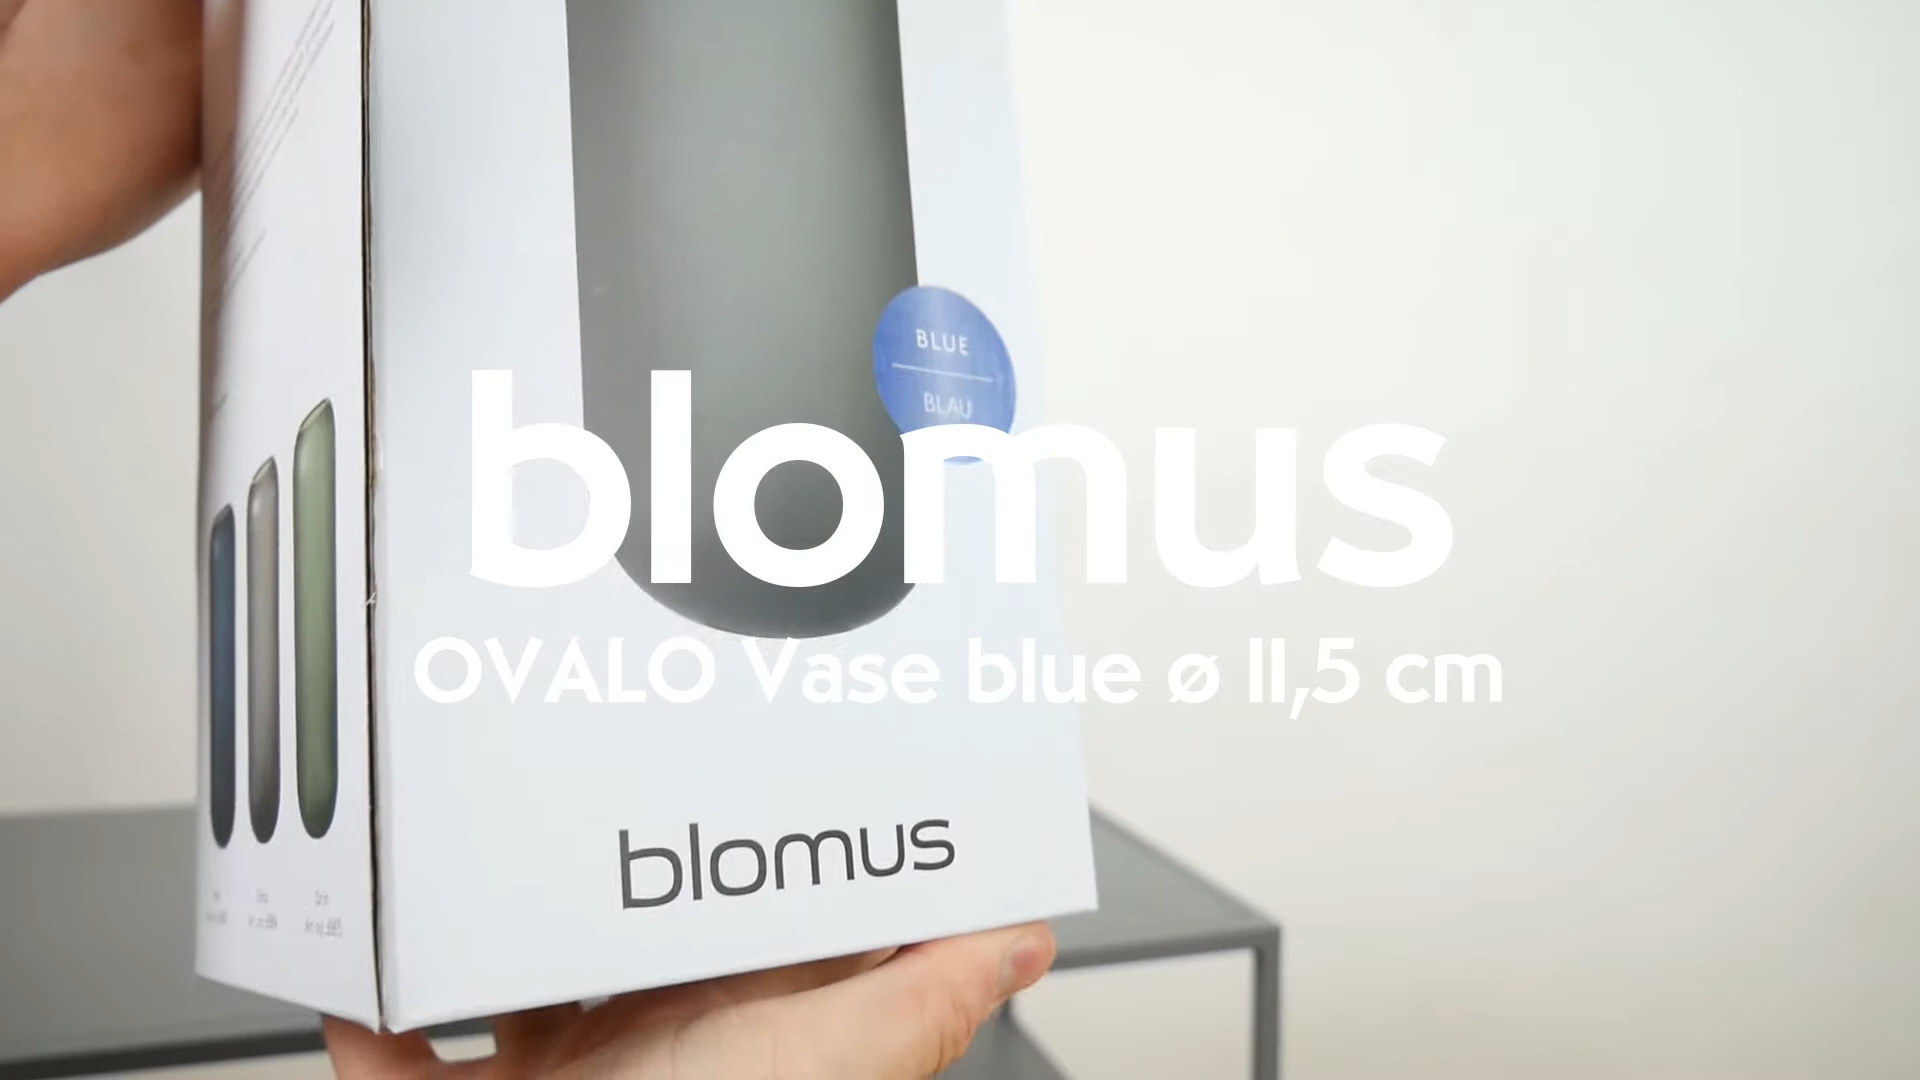 BLUE
BLAU
blomus
OVALO Vase blue ø 11,5 cm
blomus